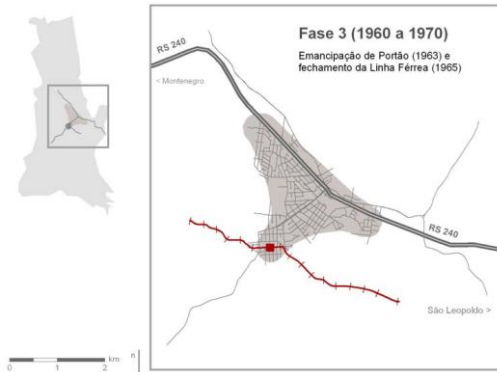 Fase 3 (1960 a 1970)
Emancipação de Portão (1963) e
fechamento da Linha Férrea (1965)
RS 240
< Montenegro
RS 240
São Leopoldo >
km
n
0 1 2